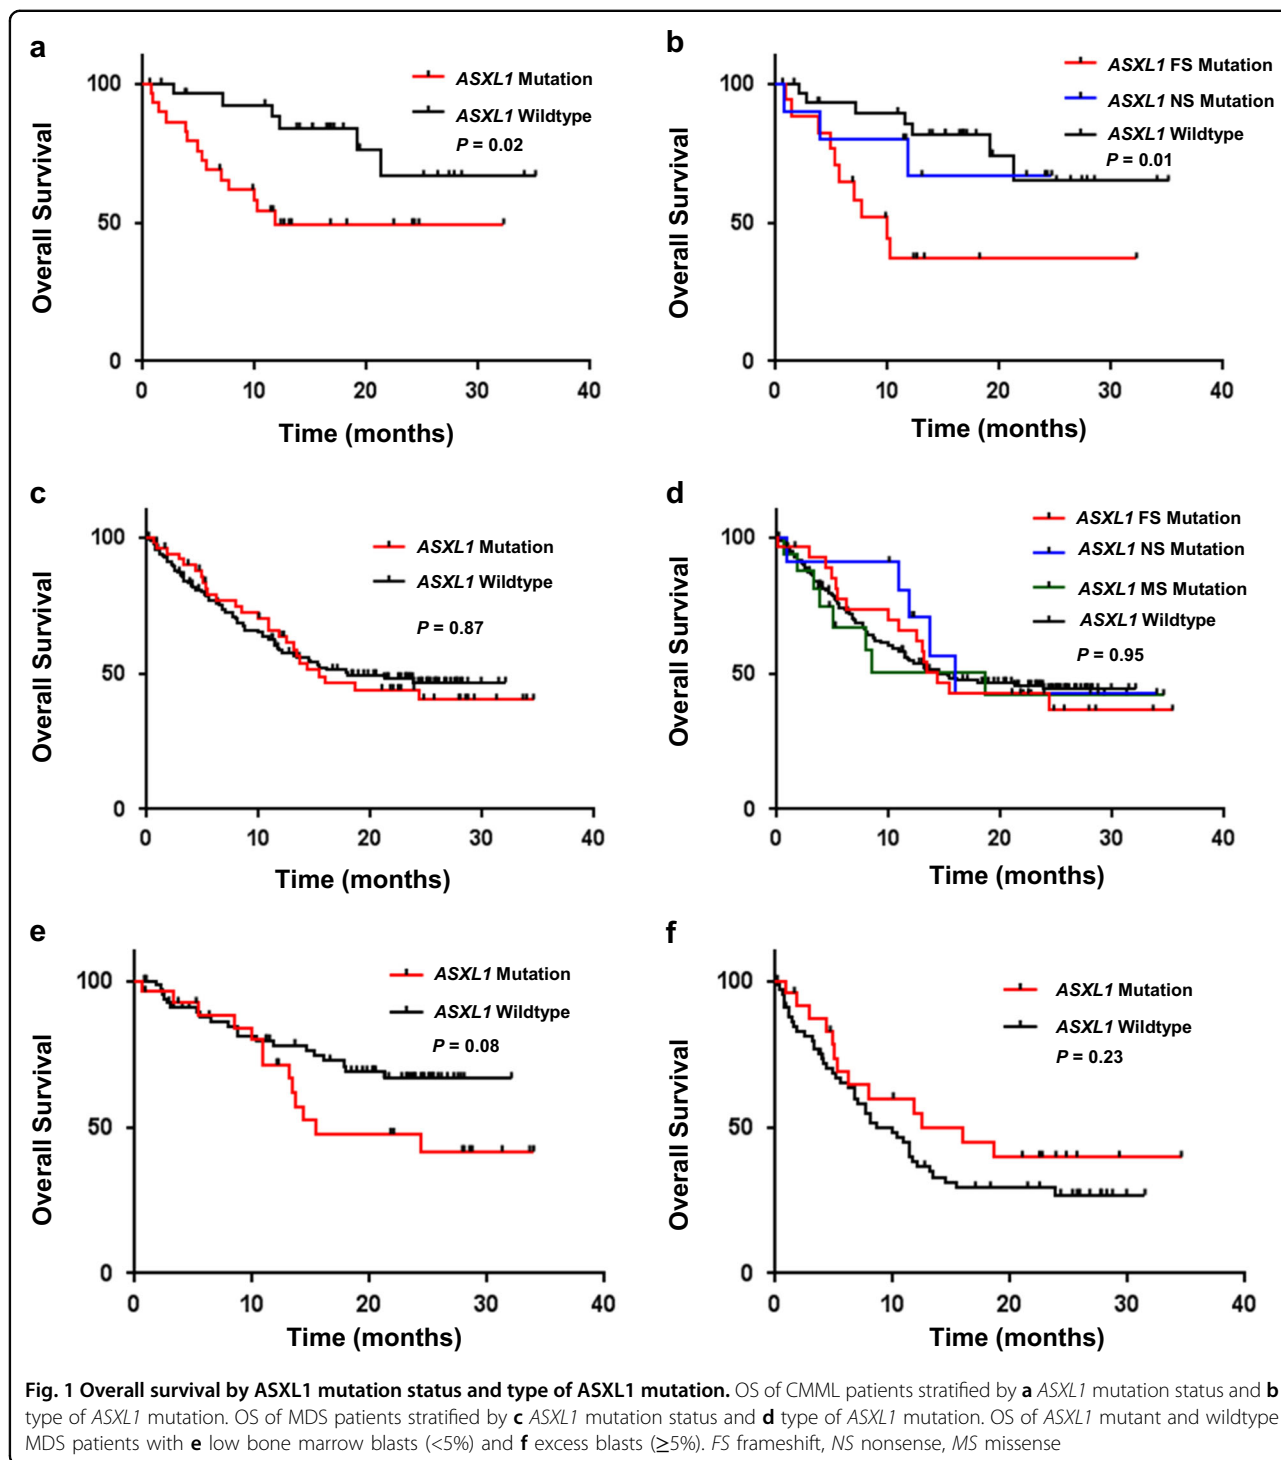 a
ASXL1 Mutation
ASXL1 Wildtype
P = 0.02
100
50
0
Overall Survival
0 10 20 30 40
Time (months)
b
ASXL1 FS Mutation
ASXL1 NS Mutation
ASXL1 Wildtype
P = 0.01
100
50
0
Overall Survival
0 10 20 30 40
Time (months)
c
ASXL1 Mutation
ASXL1 Wildtype
P = 0.87
100
50
0
Overall Survival
0 10 20 30 40
Time (months)
d
ASXL1 FS Mutation
ASXL1 NS Mutation
ASXL1 MS Mutation
ASXL1 Wildtype
P = 0.95
100
50
0
Overall Survival
0 10 20 30 40
Time (months)
e
ASXL1 Mutation
ASXL1 Wildtype
P = 0.08
100
50
0
Overall Survival
0 10 20 30 40
Time (months)
f
ASXL1 Mutation
ASXL1 Wildtype
P = 0.23
100
50
0
Overall Survival
0 10 20 30 40
Time (months)
Fig. 1 Overall survival by ASXL1 mutation status and type of ASXL1 mutation. OS of CMML patients stratified by a ASXL1 mutation status and b
type of ASXL1 mutation. OS of MDS patients stratified by c ASXL1 mutation status and d type of ASXL1 mutation. OS of ASXL1 mutant and wildtype
MDS patients with e low bone marrow blasts (<5%) and f excess blasts (≥5%). FS frameshift, NS nonsense, MS missense